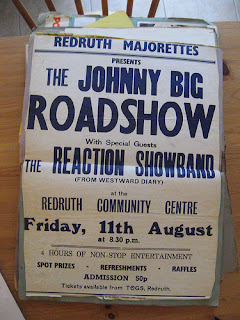 REDRUTH MAJORETTES
PRESENTS
THE JOHNNY BIG
ROADSHOW
With Special Guests
THE REACTION SHOWBAND
(FROM WESTWARD DIARY)
at the
REDRUTH COMMUNITY CENTRE
Friday, 11th August
at 8.30 p.m.
4 HOURS OF NON-STOP ENTERTAINMENT
SPOT PRIZES - REFRESHMENTS - RAFFLES
ADMISSION 50p
Tickets available from TOGS, Redruth.